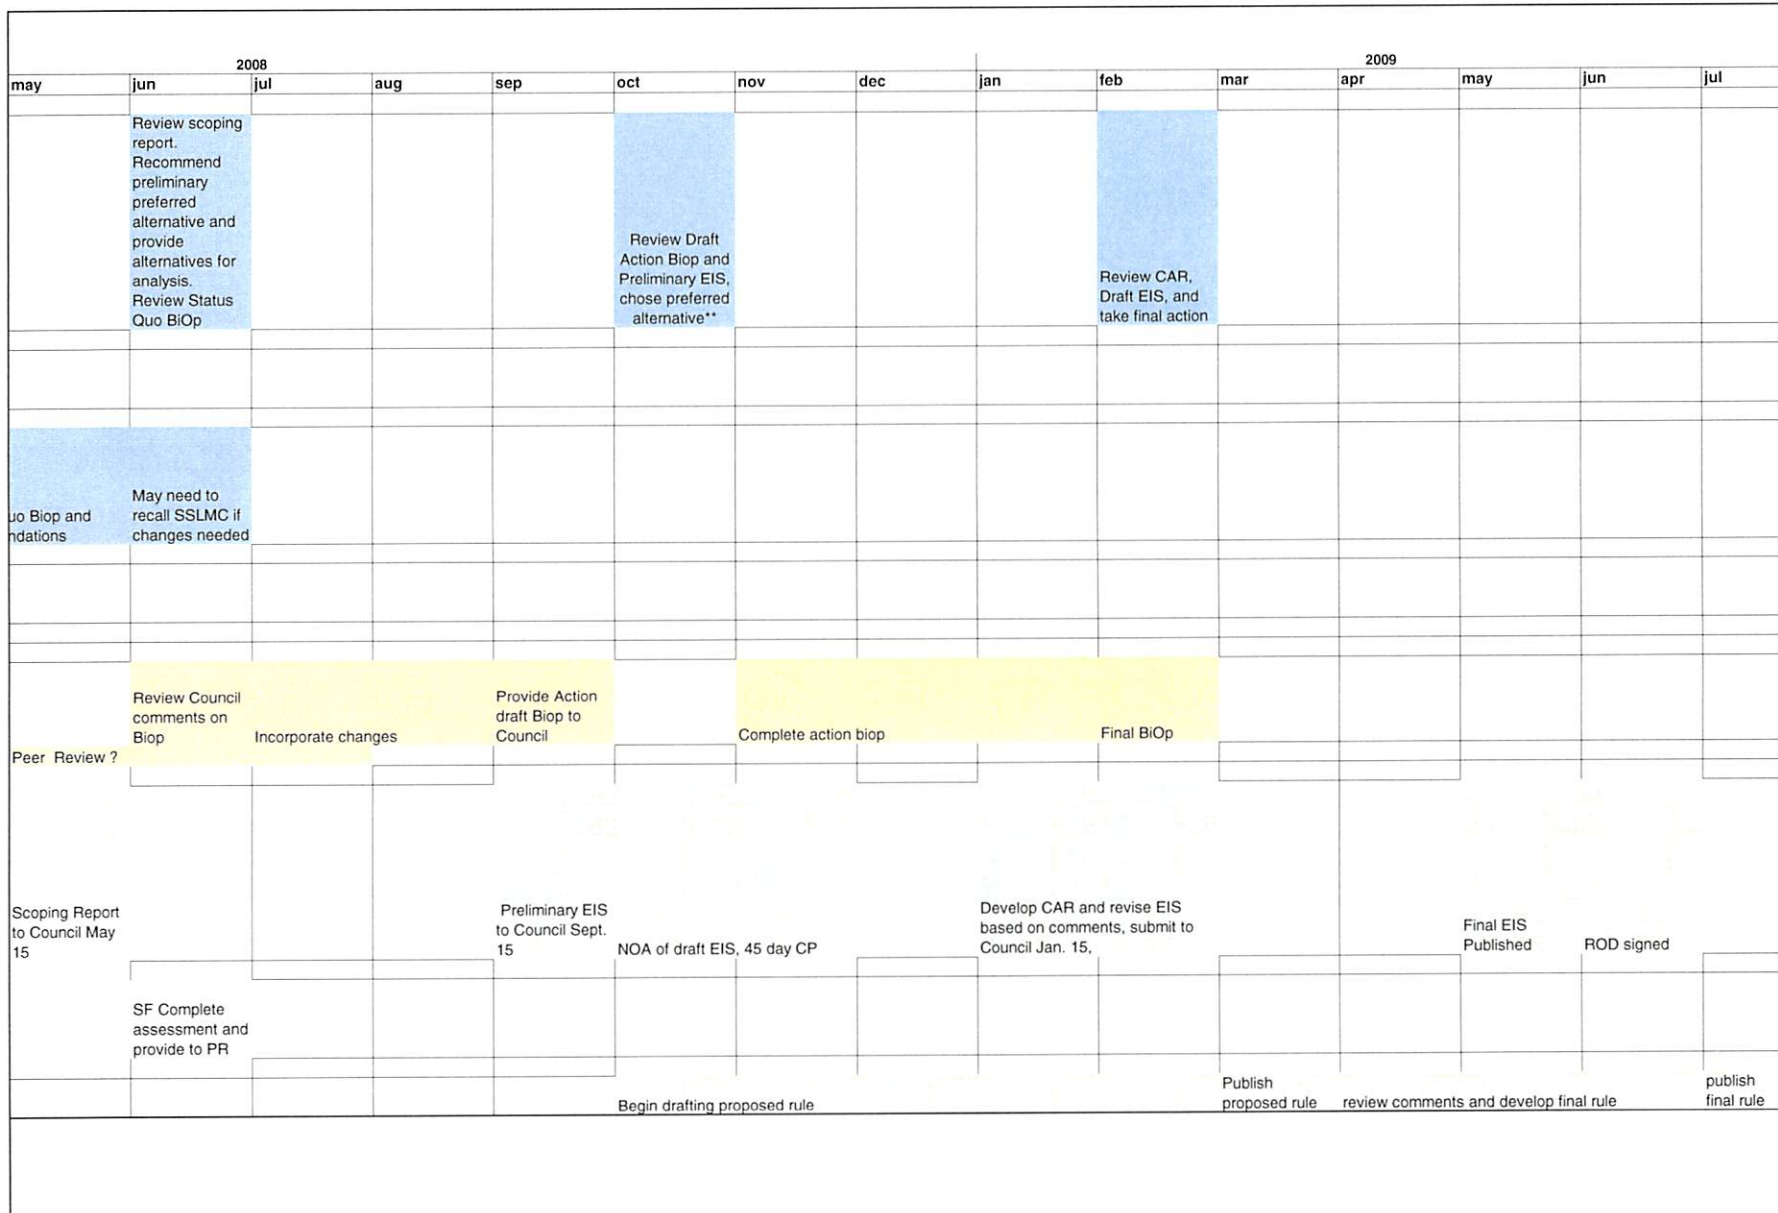 2008
2009
may jun jul aug sep oct nov dec jan feb mar apr may jun jul
Review scoping
report.
Recommend
preliminary
preferred
alternative and
provide
alternatives for
analysis.
Review Status
Quo BiOp
Review Draft
Action Biop and
Preliminary EIS,
chose preferred
alternative**
Review CAR,
Draft EIS, and
take final action
uo Biop and
ndations
May need to
recall SSLMC if
changes needed
Review Council
comments on
Biop
Incorporate changes
Provide Action
draft Biop to
Council
Complete action biop
Final BiOp
Peer Review ?
Scoping Report
to Council May
15
Preliminary EIS
to Council Sept.
15
NOA of draft EIS, 45 day CP
Develop CAR and revise EIS
based on comments, submit to
Council Jan. 15,
Final EIS
Published
ROD signed
SF Complete
assessment and
provide to PR
Begin drafting proposed rule
Publish
proposed rule
review comments and develop final rule
publish
final rule